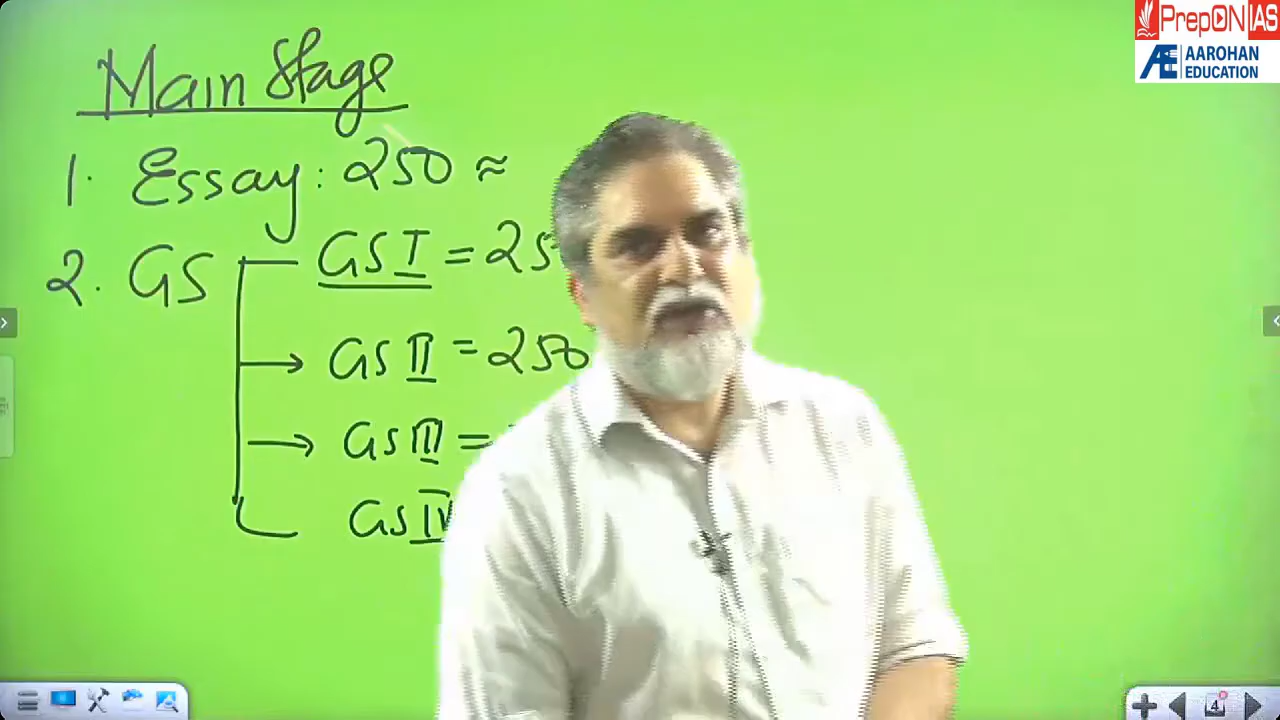 PrepON IAS
AAROHAN
EDUCATION
Main Stage
1. Essay: 250 ≈
2. GS
GS I = 25
GS II = 250
GS III =
GS IV
4